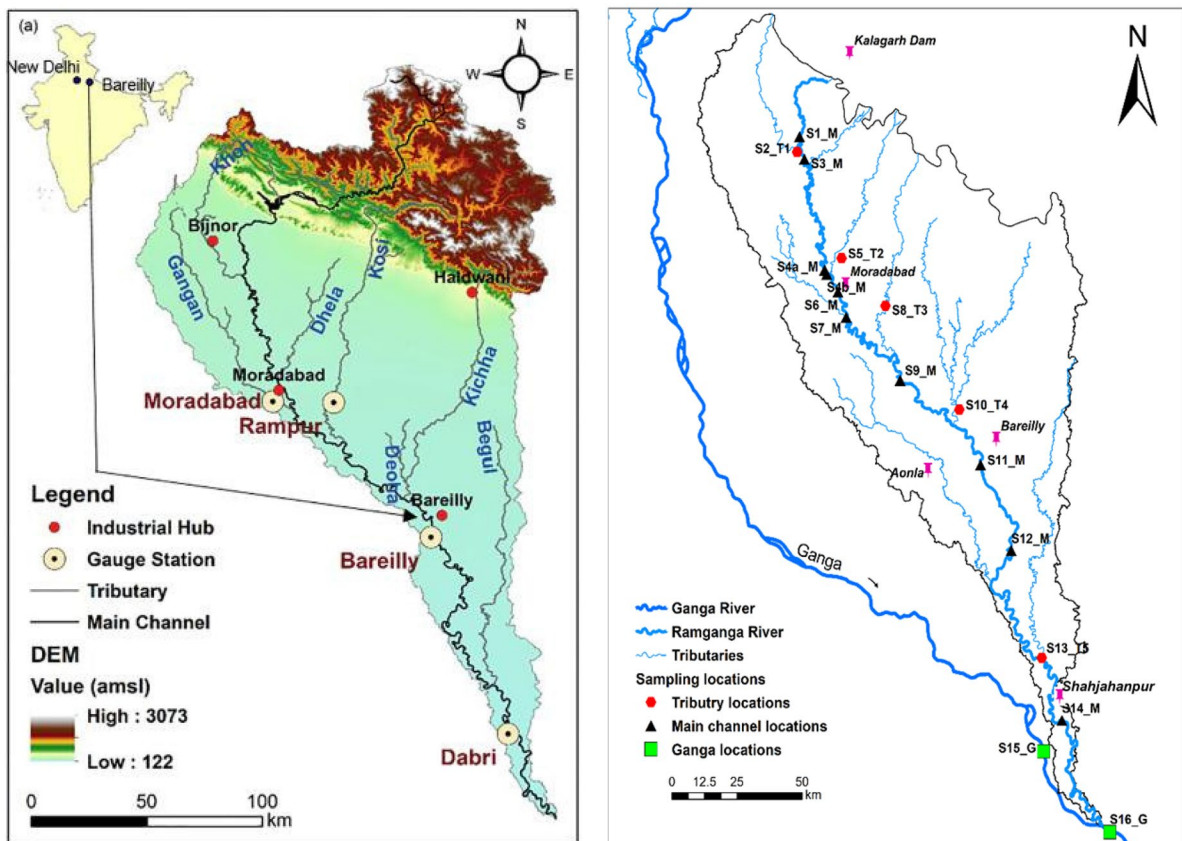 (a)
N
W
E
S
New Delhi
Bareilly
Khoh
Bijnor
Gangan
Kosi
Haldwani
Dhela
Moradabad
Moradabad
Rampur
Kichha
Begul
Deoha
Bareilly
Bareilly
Dabri
Legend
Industrial Hub
Gauge Station
Tributary
Main Channel
DEM
Value (amsl)
High : 3073
Low : 122
0 50 100
km
Kalagarh Dam
N
S1_M
S2_T1
S3_M
S5_T2
S4a_M
Moradabad
S4b_M
S6_M
S8_T3
S7_M
S9_M
S10_T4
Bareilly
S11_M
Aonla
S12_M
Ganga
S13_T5
Shahjahanpur
S14_M
S15_G
S16_G
Ganga River
Ramganga River
Tributaries
Sampling locations
Tributry locations
Main channel locations
Ganga locations
0 12.5 25 50
km